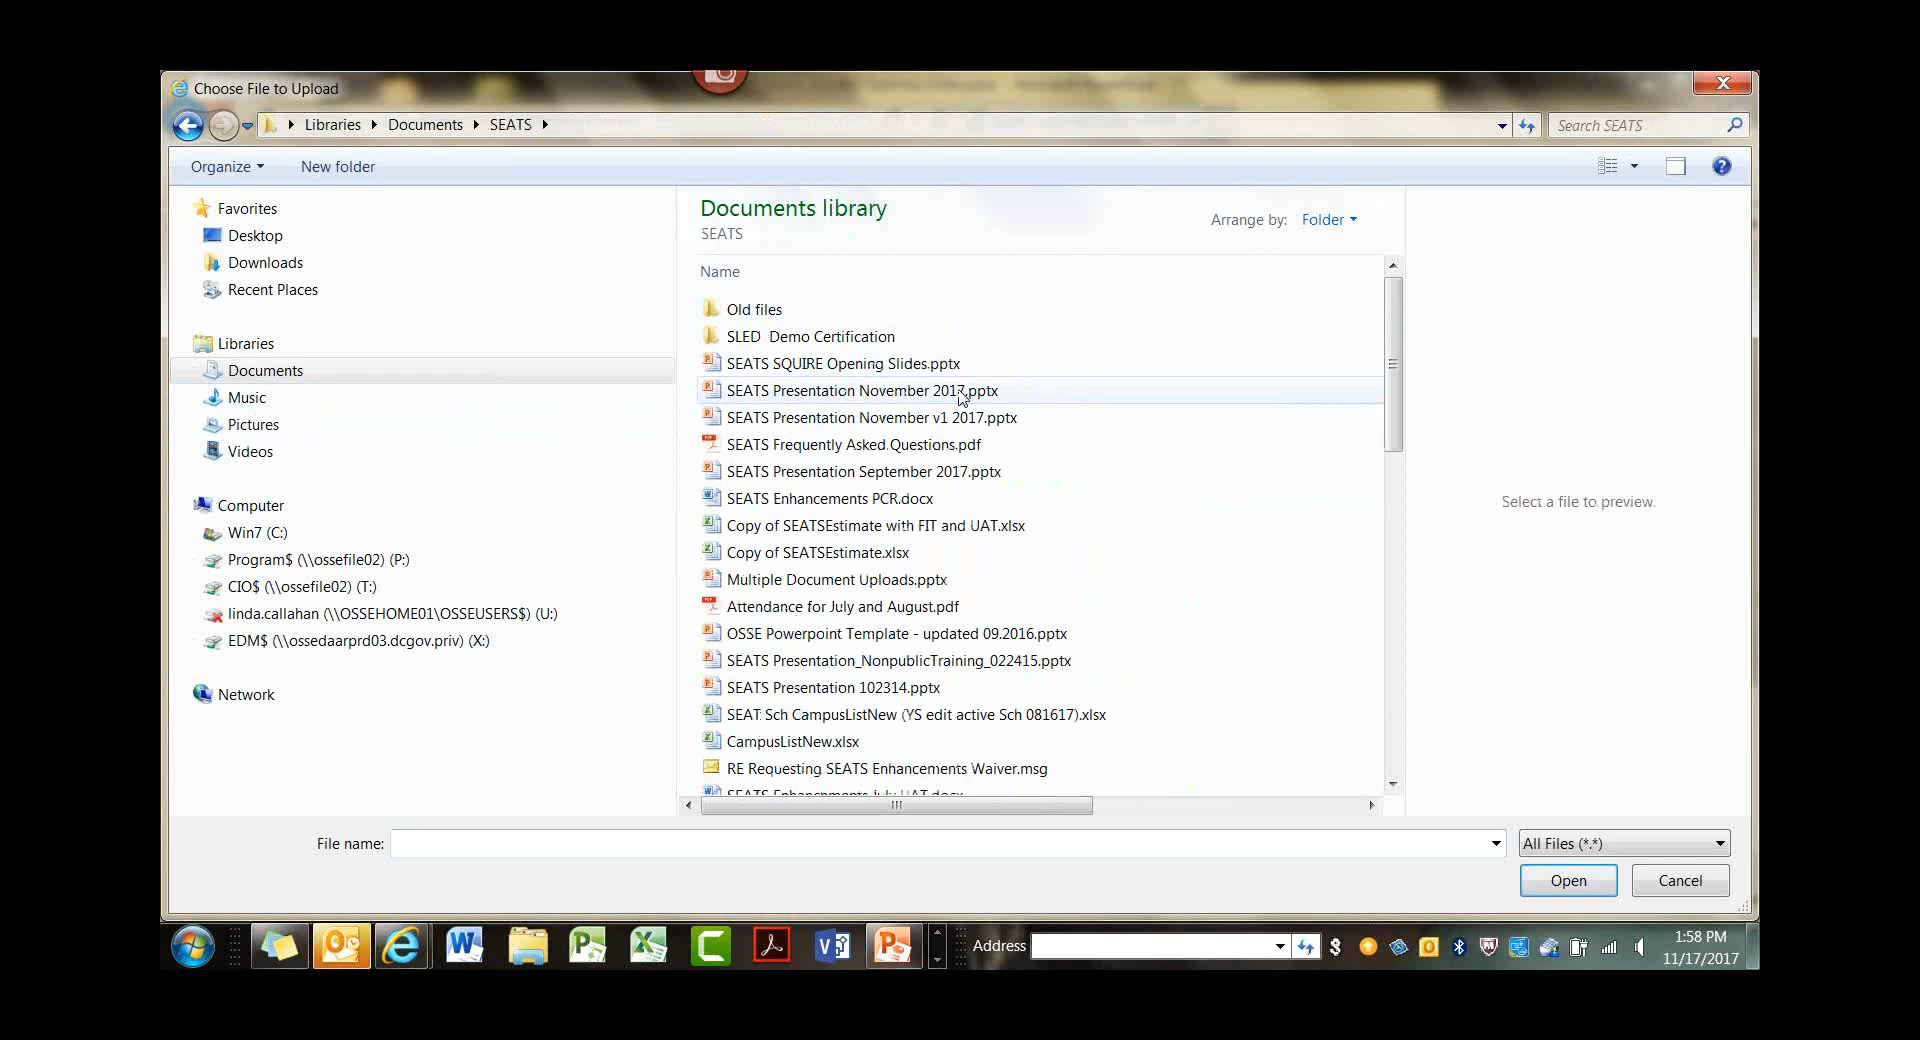 Choose File to Upload
Libraries Documents SEATS
Search SEATS
Organize New folder
Favorites
Desktop
Downloads
Recent Places
Libraries
Documents
Music
Pictures
Videos
Computer
Win7 (C:)
Program$ (\\ossefile02) (P:)
CIO$ (\\ossefile02) (T:)
linda.callahan (\\OSSEHOME01\OSSEUSERS$) (U:)
EDM$ (\\ossedaarprd03.dcgov.priv) (X:)
Network
Documents library
SEATS
Arrange by: Folder
Name
Old files
SLED Demo Certification
SEATS SQUIRE Opening Slides.pptx
SEATS Presentation November 2017.pptx
SEATS Presentation November v1 2017.pptx
SEATS Frequently Asked Questions.pdf
SEATS Presentation September 2017.pptx
SEATS Enhancements PCR.docx
Copy of SEATSEstimate with FIT and UAT.xlsx
Copy of SEATSEstimate.xlsx
Multiple Document Uploads.pptx
Attendance for July and August.pdf
OSSE Powerpoint Template - updated 09.2016.pptx
SEATS Presentation_NonpublicTraining_022415.pptx
SEATS Presentation 102314.pptx
SEAT Sch CampusListNew (YS edit active Sch 081617).xlsx
CampusListNew.xlsx
RE Requesting SEATS Enhancements Waiver.msg
SEATS Enhancements July UAT.docx
Select a file to preview.
File name:
All Files (*.*)
Open Cancel
Address
1:58 PM
11/17/2017